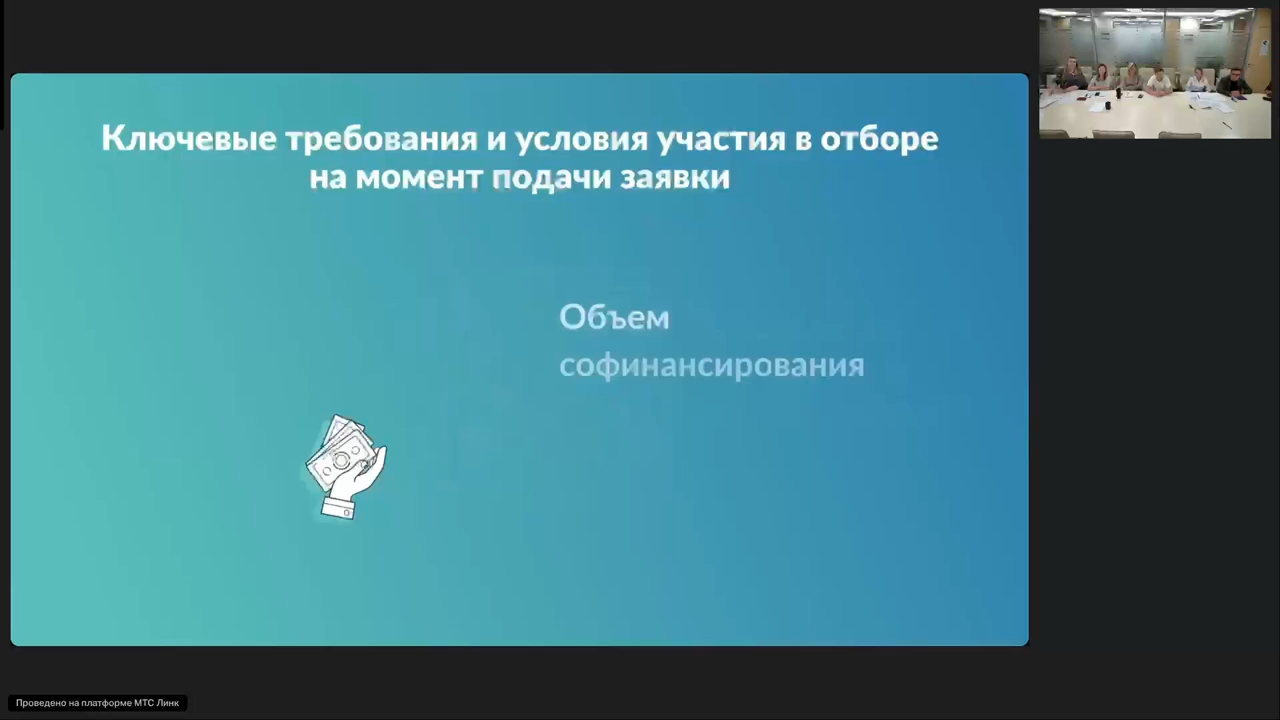 Ключевые требования и условия участия в отборе
на момент подачи заявки
Объем
софинансирования
Проведено на платформе МТС Линк